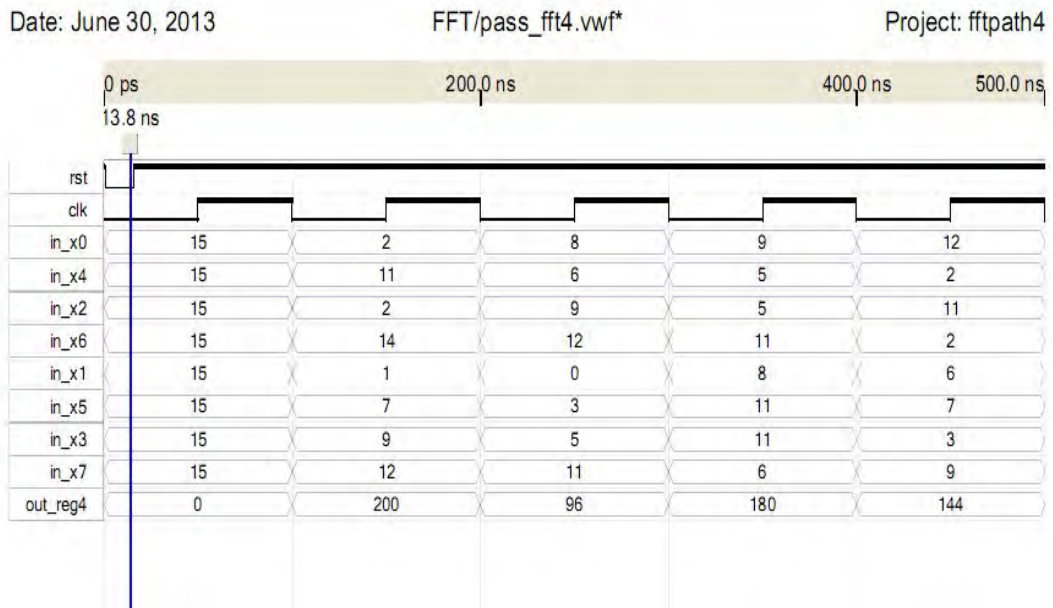 Date: June 30, 2013 FFT/pass_fft4.vwf* Project: fftpath4
0 ps 200.0 ns 400.0 ns 500.0 ns
13.8 ns
rst
clk
in_x0 15 2 8 9 12
in_x4 15 11 6 5 2
in_x2 15 2 9 5 11
in_x6 15 14 12 11 2
in_x1 15 1 0 8 6
in_x5 15 7 3 11 7
in_x3 15 9 5 11 3
in_x7 15 12 11 6 9
out_reg4 0 200 96 180 144